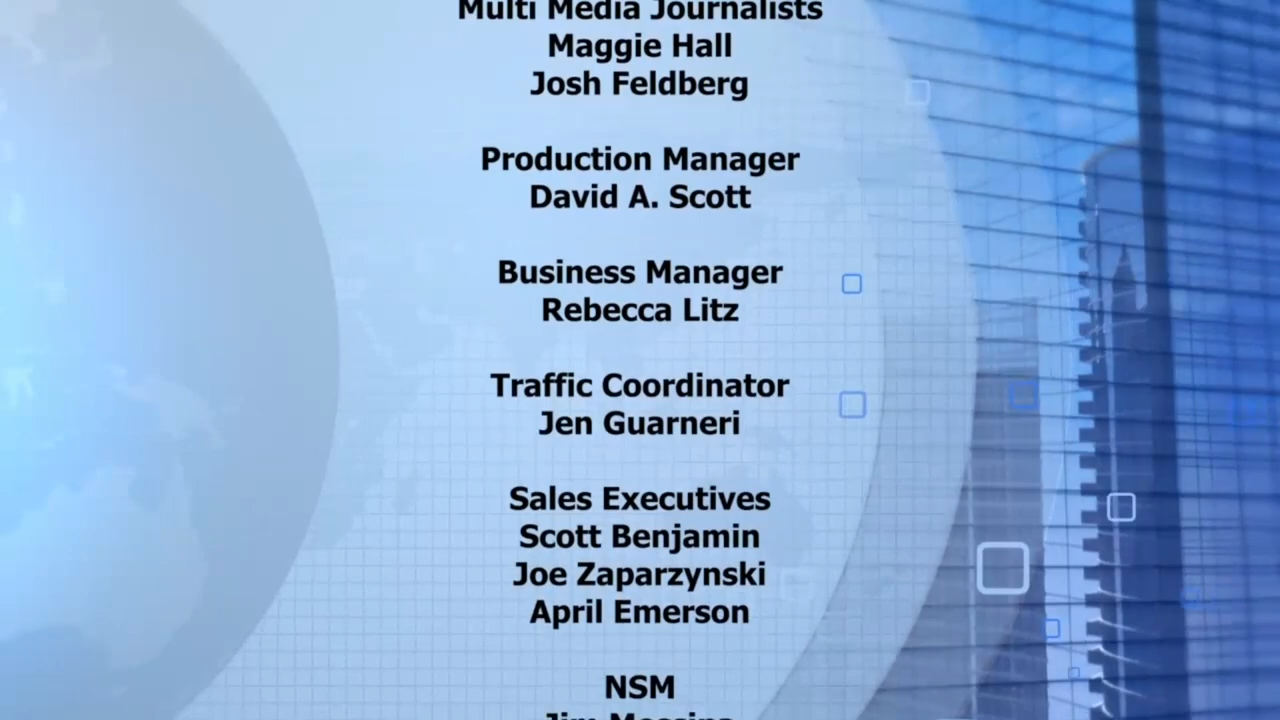 Multi Media Journalists
Maggie Hall
Josh Feldberg
Production Manager
David A. Scott
Business Manager
Rebecca Litz
Traffic Coordinator
Jen Guarneri
Sales Executives
Scott Benjamin
Joe Zaparzynski
April Emerson
NSM
Jim